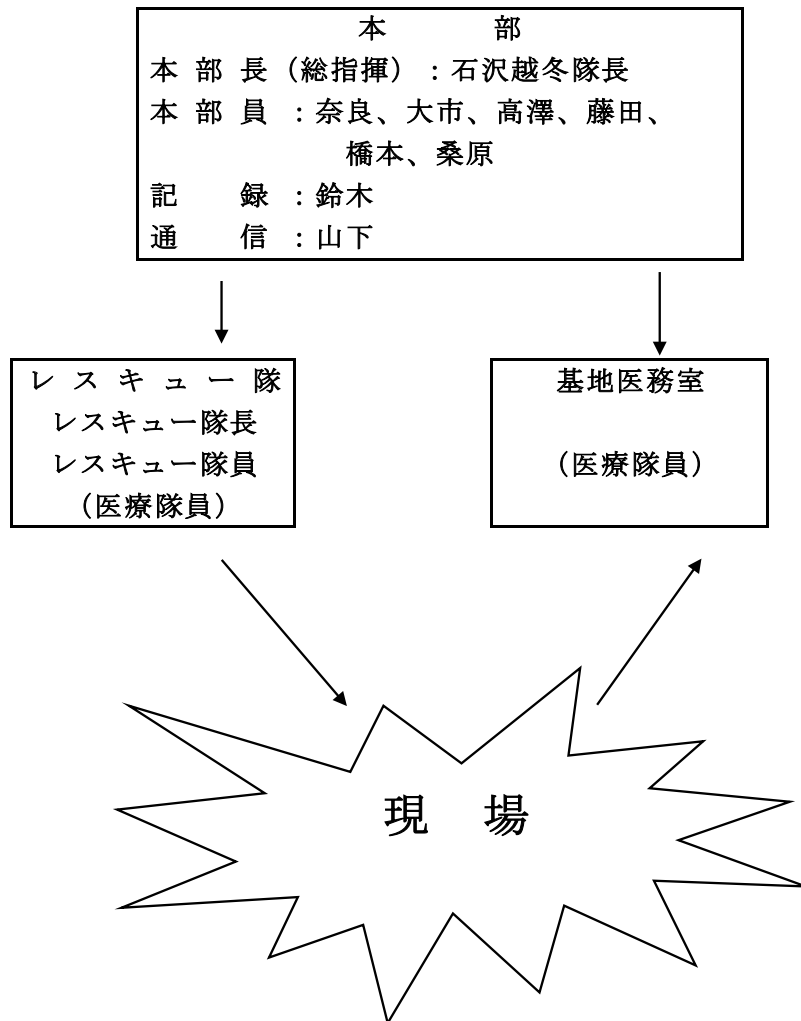 本　　　部
本 部 長（総指揮）：石沢越冬隊長
本 部 員 ：奈良、大市、高澤、藤田、
橋本、桑原
記　　録 ：鈴木
通　　信 ：山下
レ ス キ ュ ー 隊
レスキュー隊長
レスキュー隊員
（医療隊員）
基地医務室
（医療隊員）
現　場